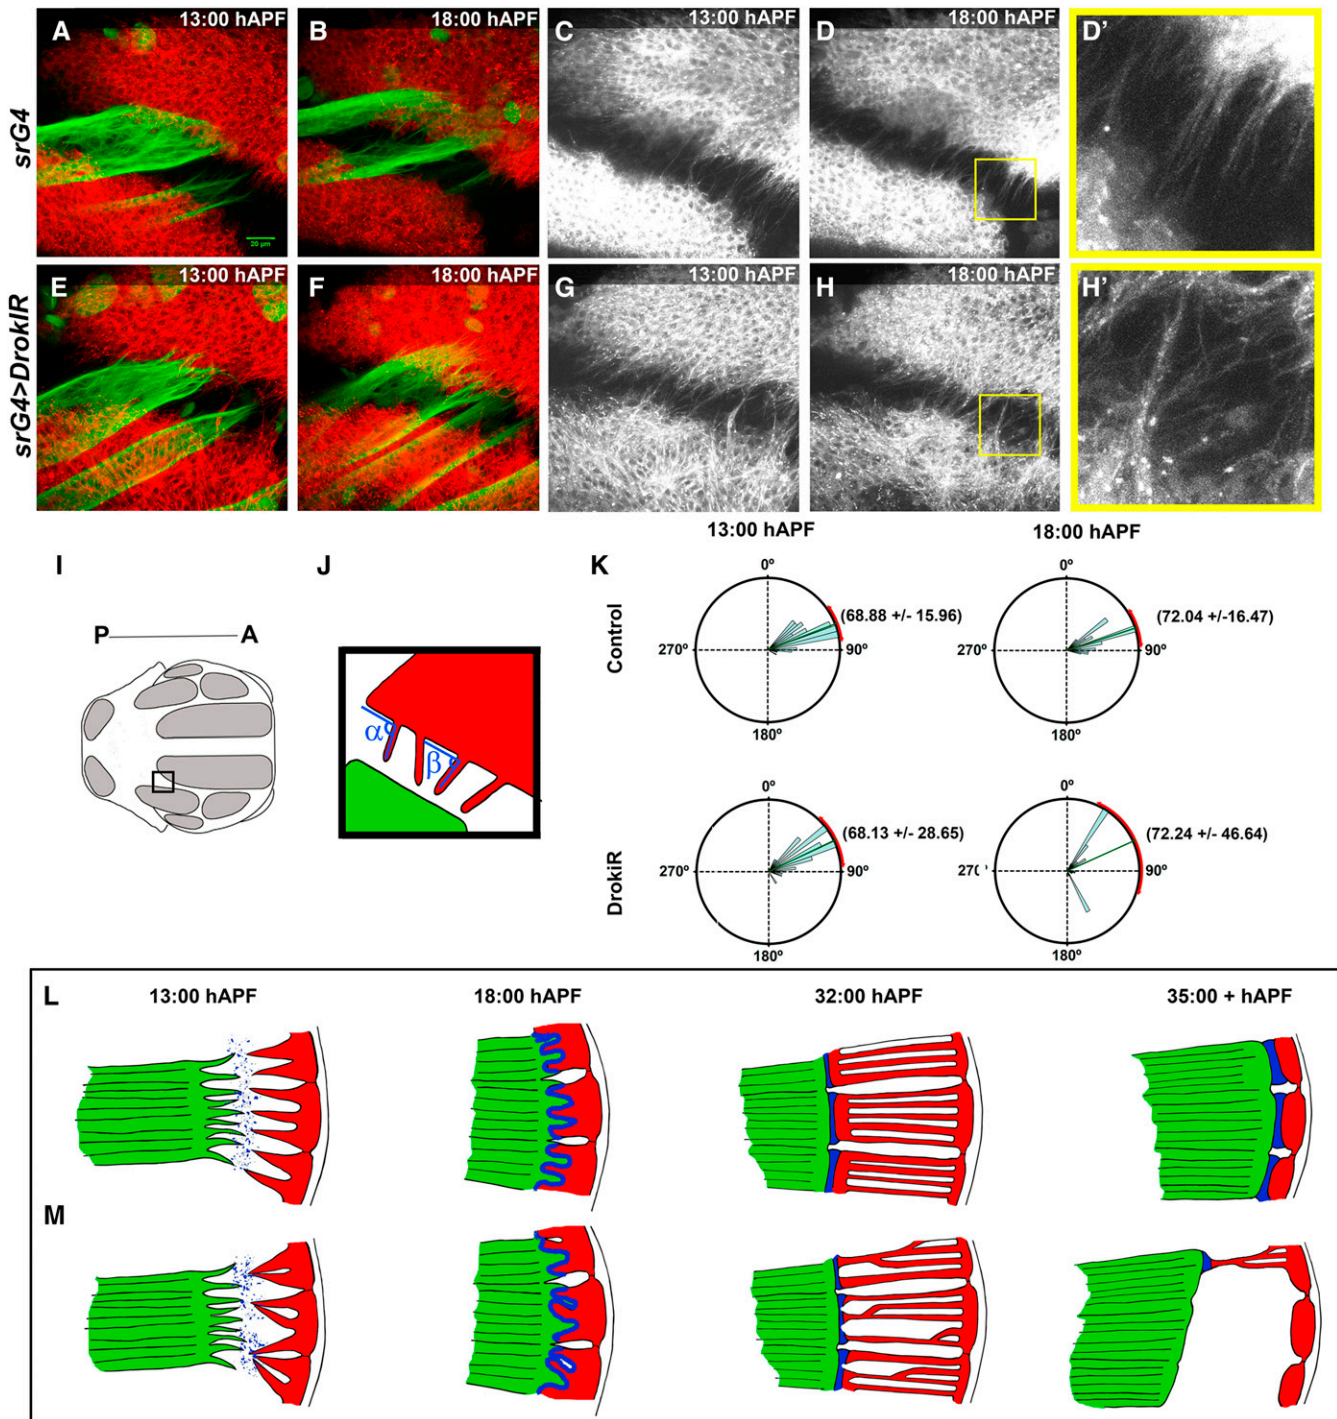 A 13:00 hAPF
B 18:00 hAPF
C 13:00 hAPF
D 18:00 hAPF
D'
srG4
20 µm
E 13:00 hAPF
F 18:00 hAPF
G 13:00 hAPF
H 18:00 hAPF
H'
srG4>DrokIR
I
P A
J
α
β
K
13:00 hAPF
18:00 hAPF
Control
0º
90º
180º
270º
(68.88 +/- 15.96)
0º
90º
180º
270º
(72.04 +/-16.47)
DrokiR
0º
90º
180º
270º
(68.13 +/- 28.65)
0º
90º
180º
(72.24 +/- 46.64)
L
13:00 hAPF
18:00 hAPF
32:00 hAPF
35:00 + hAPF
M